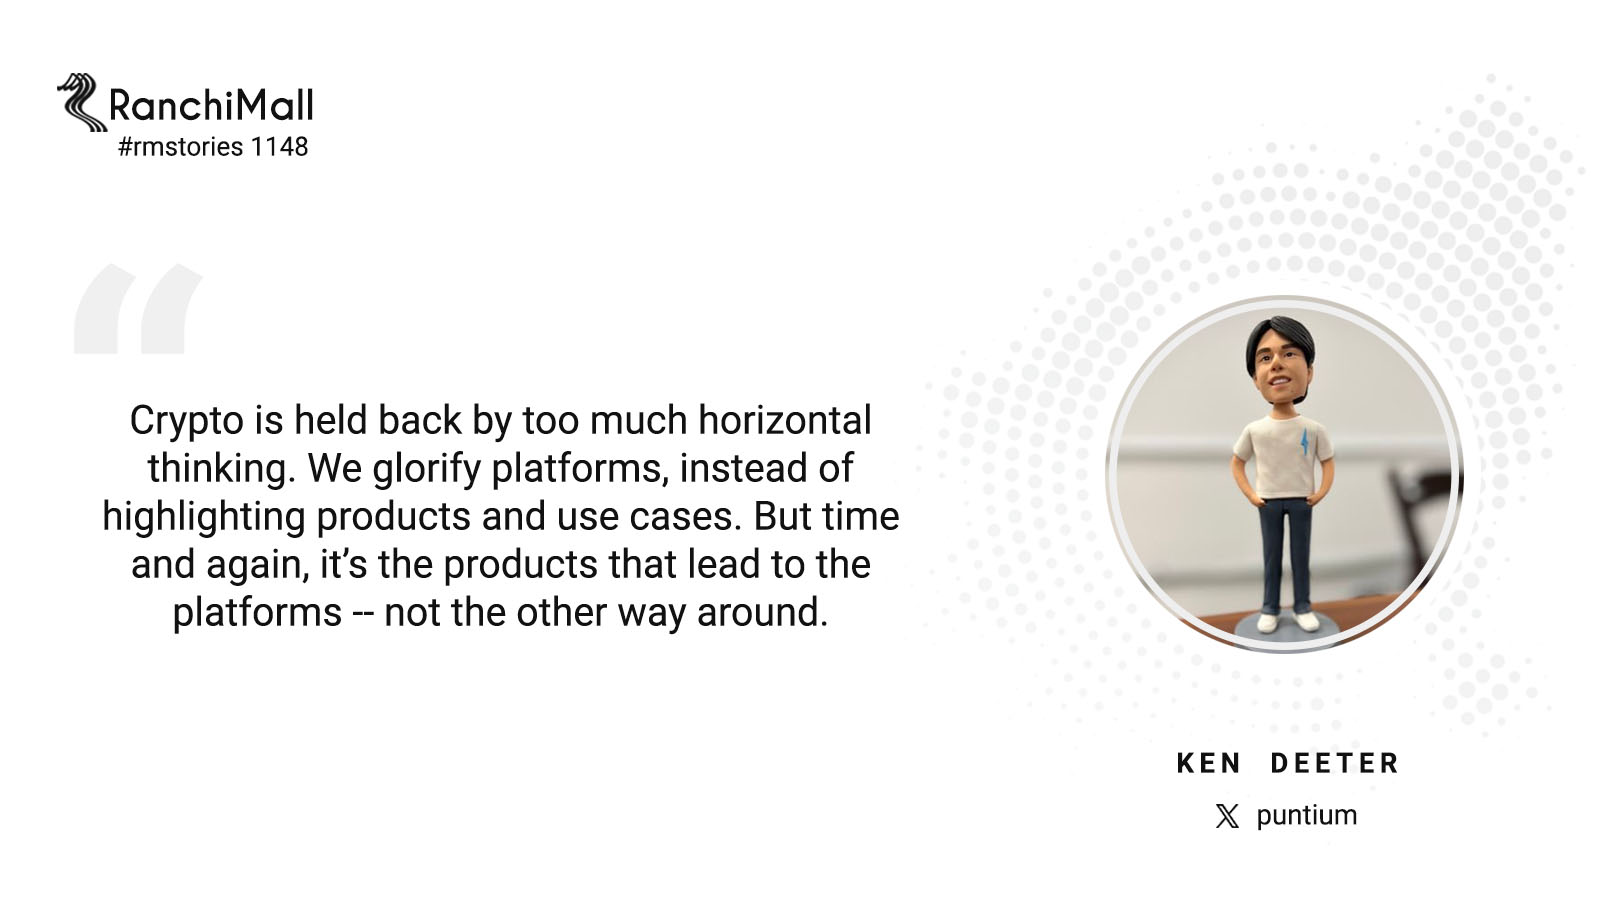 RanchiMall
#rmstories 1148
“
Crypto is held back by too much horizontal
thinking. We glorify platforms, instead of
highlighting products and use cases. But time
and again, it’s the products that lead to the
platforms -- not the other way around.
KEN DEETER
𝕏 puntium